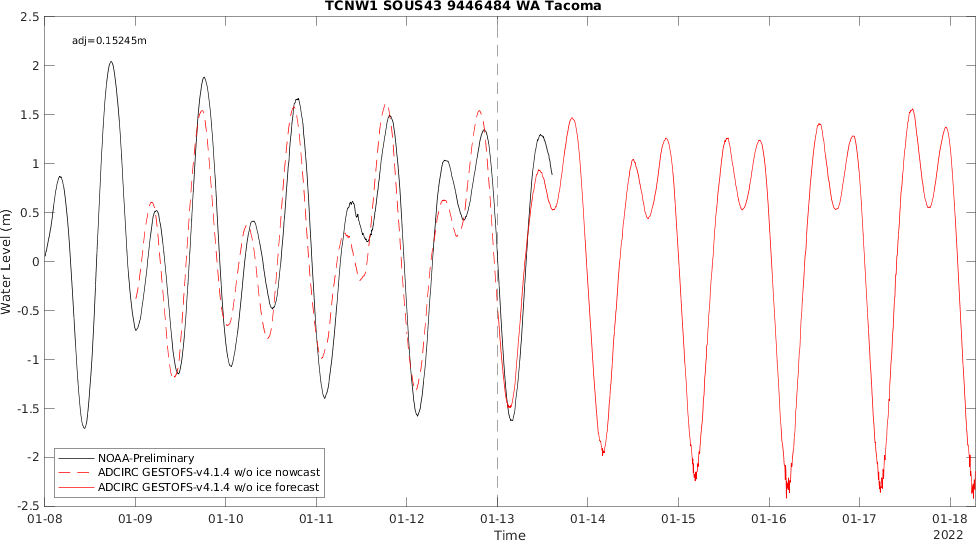 TCNW1 SOUS43 9446484 WA Tacoma
adj=0.15245m
2.5
2
1.5
1
0.5
0
-0.5
-1
-1.5
-2
-2.5
Water Level (m)
NOAA-Preliminary
ADCIRC GESTOFS-v4.1.4 w/o ice nowcast
ADCIRC GESTOFS-v4.1.4 w/o ice forecast
01-08 01-09 01-10 01-11 01-12 01-13 01-14 01-15 01-16 01-17 01-18
Time
2022